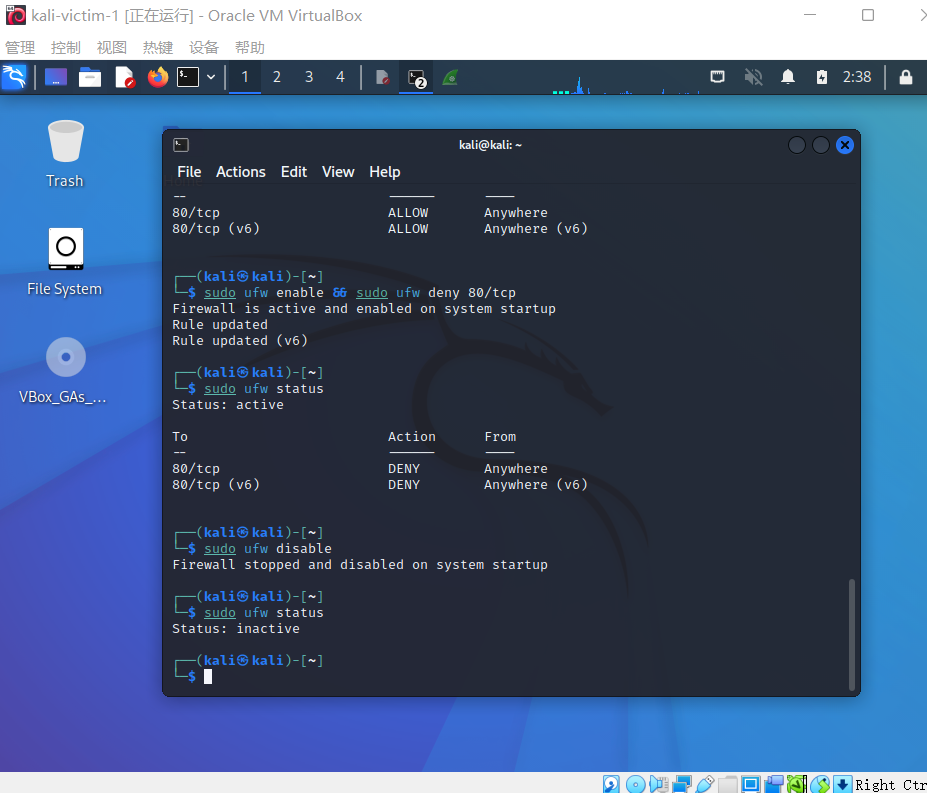 kali-victim-1 [正在运行] - Oracle VM VirtualBox
管理 控制 视图 热键 设备 帮助
1 2 3 4 2 2:38
kali@kali: ~
File Actions Edit View Help
Trash
File System
VBox_GAs_...
-- ------ ----
80/tcp ALLOW Anywhere
80/tcp (v6) ALLOW Anywhere (v6)
┌──(kali㉿kali)-[~]
└─$ sudo ufw enable && sudo ufw deny 80/tcp
Firewall is active and enabled on system startup
Rule updated
Rule updated (v6)
┌──(kali㉿kali)-[~]
└─$ sudo ufw status
Status: active
To Action From
-- ------ ----
80/tcp DENY Anywhere
80/tcp (v6) DENY Anywhere (v6)
┌──(kali㉿kali)-[~]
└─$ sudo ufw disable
Firewall stopped and disabled on system startup
┌──(kali㉿kali)-[~]
└─$ sudo ufw status
Status: inactive
┌──(kali㉿kali)-[~]
└─$
Right Ctr